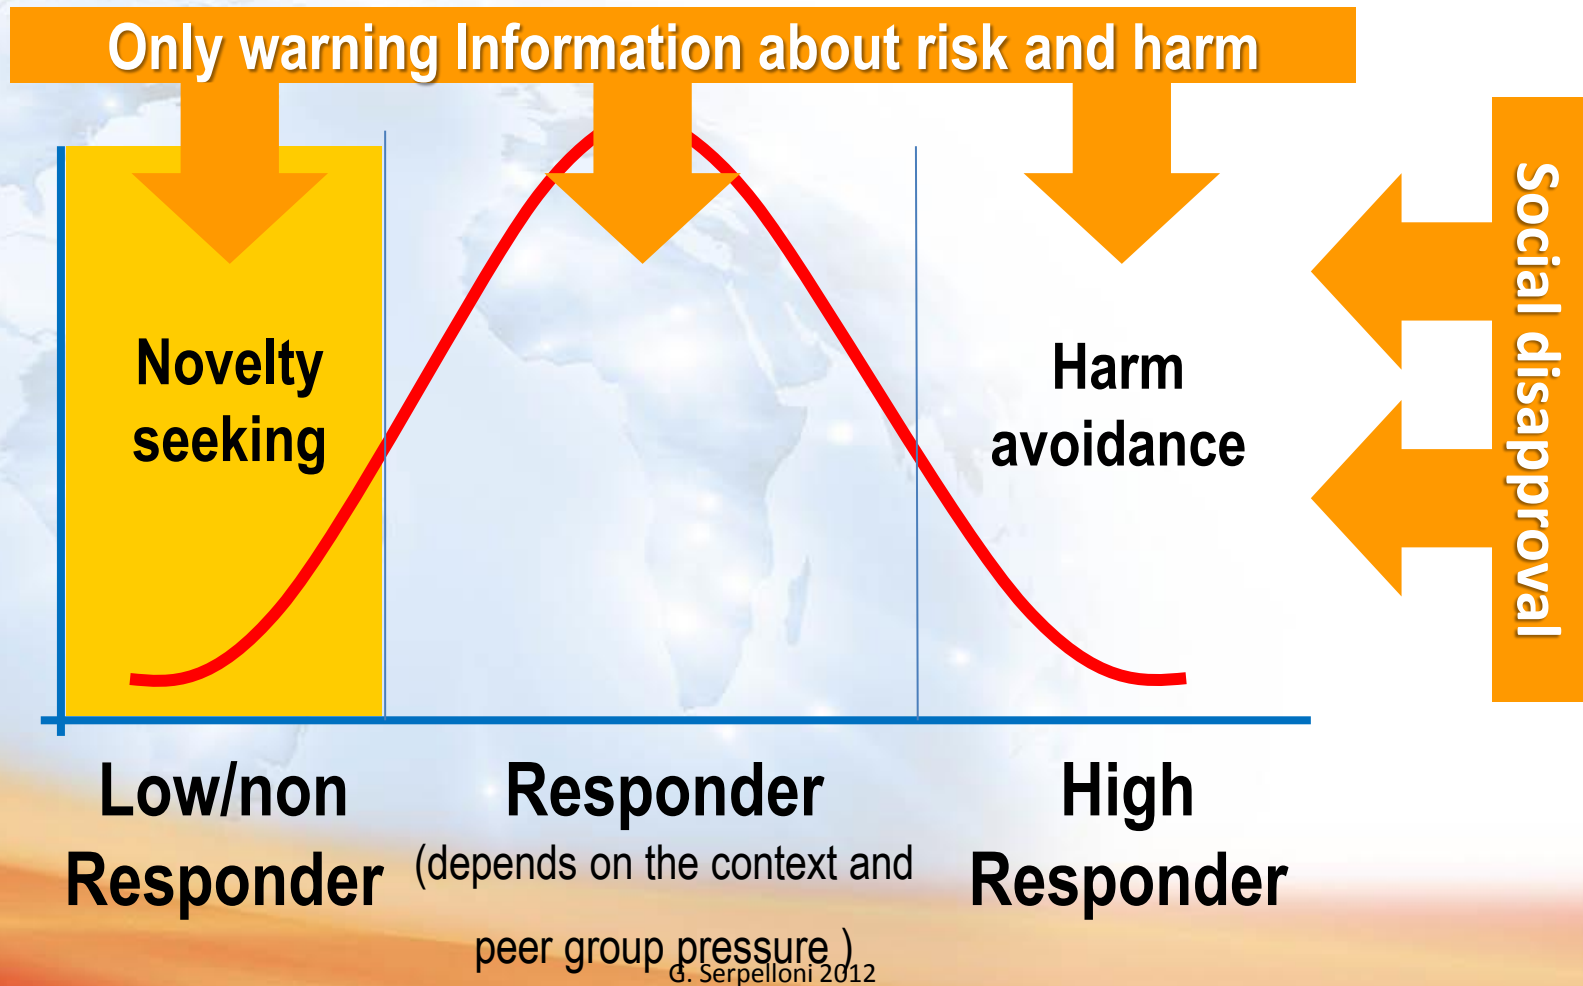 Only warning Information about risk and harm
Social disapproval
Novelty
seeking
Harm
avoidance
Low/non
Responder
Responder
(depends on the context and
peer group pressure )
High
Responder
G. Serpelloni 2012